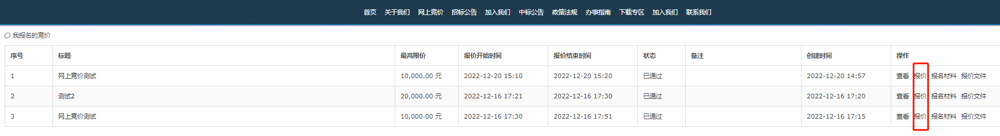 首页 关于我们 网上竞价 招标公告 加入我们 中标公告 政策法规 办事指南 下载专区 加入我们 联系我们
我报名的竞价
序号 标题 最高限价 报价开始时间 报价结束时间 状态 备注 创建时间 操作
1 网上竞价测试 10,000.00 元 2022-12-20 15:10 2022-12-20 15:20 已通过 2022-12-20 14:57 查看 报价 报名材料 报价文件
2 测试2 20,000.00 元 2022-12-16 17:21 2022-12-16 17:30 已通过 2022-12-16 17:20 查看 报价 报名材料 报价文件
3 网上竞价测试 10,000.00 元 2022-12-16 17:30 2022-12-16 17:51 已通过 2022-12-16 17:15 查看 报价 报名材料 报价文件